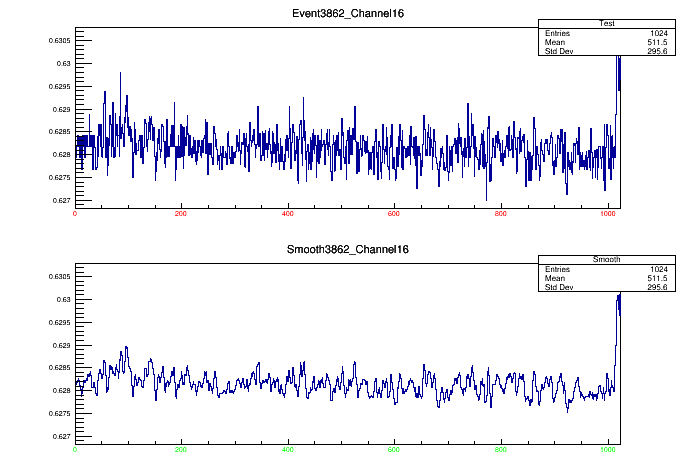 Event3862_Channel16
Test
Entries 1024
Mean 511.5
Std Dev 295.6
0.6305
0.63
0.6295
0.629
0.6285
0.628
0.6275
0.627
0 200 400 600 800 1000
Smooth3862_Channel16
Smooth
Entries 1024
Mean 511.5
Std Dev 295.6
0.6305
0.63
0.6295
0.629
0.6285
0.628
0.6275
0.627
0 200 400 600 800 1000